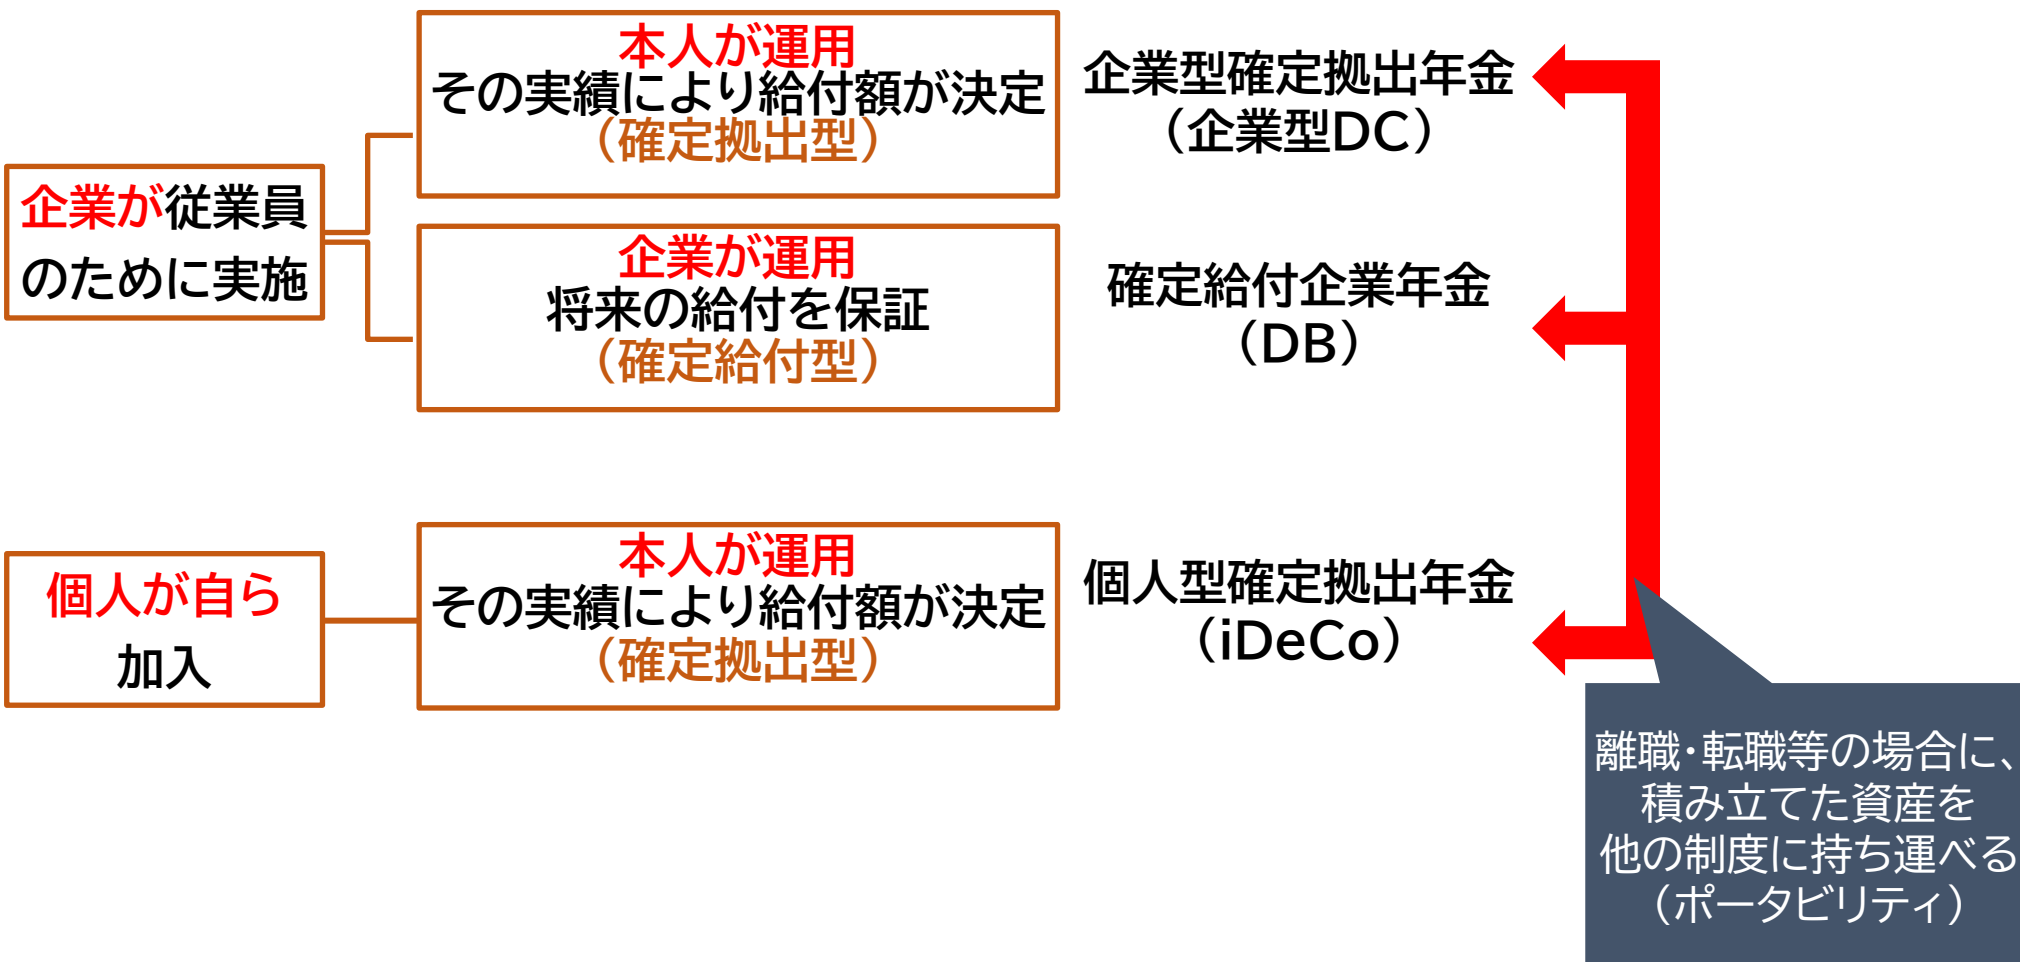 本人が運用
その実績により給付額が決定
（確定拠出型）
企業型確定拠出年金
（企業型DC）
企業が従業員
のために実施
企業が運用
将来の給付を保証
（確定給付型）
確定給付企業年金
（DB）
個人が自ら
加入
本人が運用
その実績により給付額が決定
（確定拠出型）
個人型確定拠出年金
（iDeCo）
離職・転職等の場合に、
積み立てた資産を
他の制度に持ち運べる
（ポータビリティ）